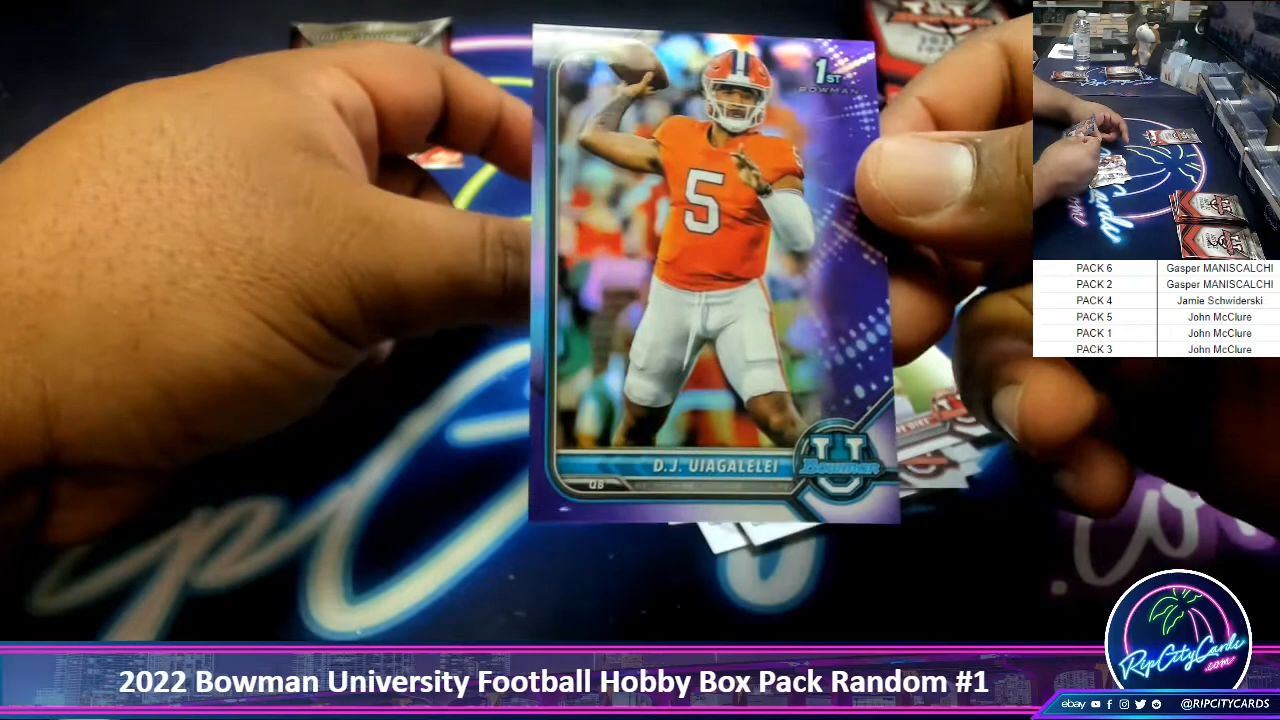 1ST
BOWMAN
5
D.J. UIAGALELEI
QB
U
Bowman
PACK 6 Gasper MANISCALCHI
PACK 2 Gasper MANISCALCHI
PACK 4 Jamie Schwiderski
PACK 5 John McClure
PACK 1 John McClure
PACK 3 John McClure
RipCityCards
.com
2022 Bowman University Football Hobby Box Pack Random #1
ebay @RIPCITYCARDS